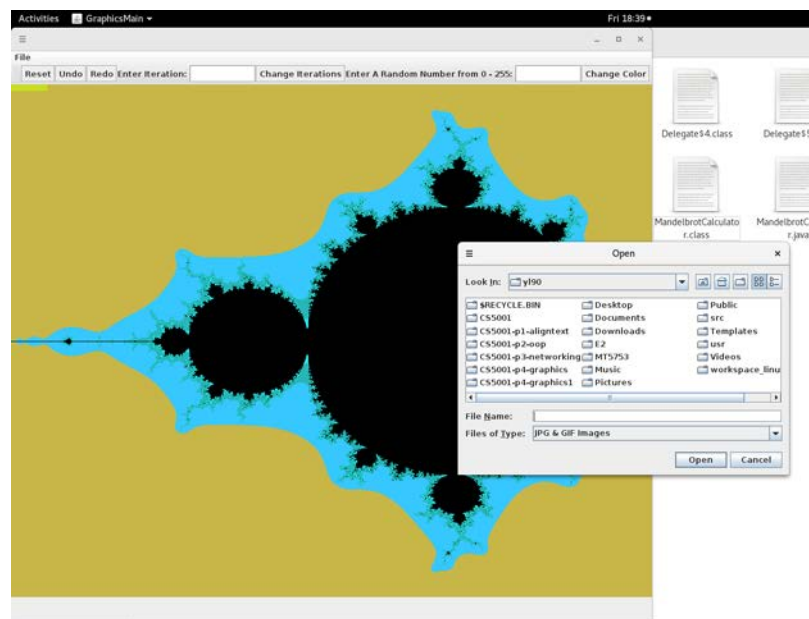 Activities GraphicsMain Fri 18:39
File
Reset Undo Redo Enter Iteration: Change Iterations Enter A Random Number from 0 - 255: Change Color
Delegate$4.class
MandelbrotCalculato
r.class
MandelbrotC
r.java
Open
Look In: yl90
$RECYCLE.BIN Desktop Public
CS5001 Documents src
CS5001-p1-aligntext Downloads Templates
CS5001-p2-oop E2 usr
CS5001-p3-networking MT5753 Videos
CS5001-p4-graphics Music workspace_linu
CS5001-p4-graphics1 Pictures
File Name:
Files of Type: JPG & GIF Images
Open Cancel